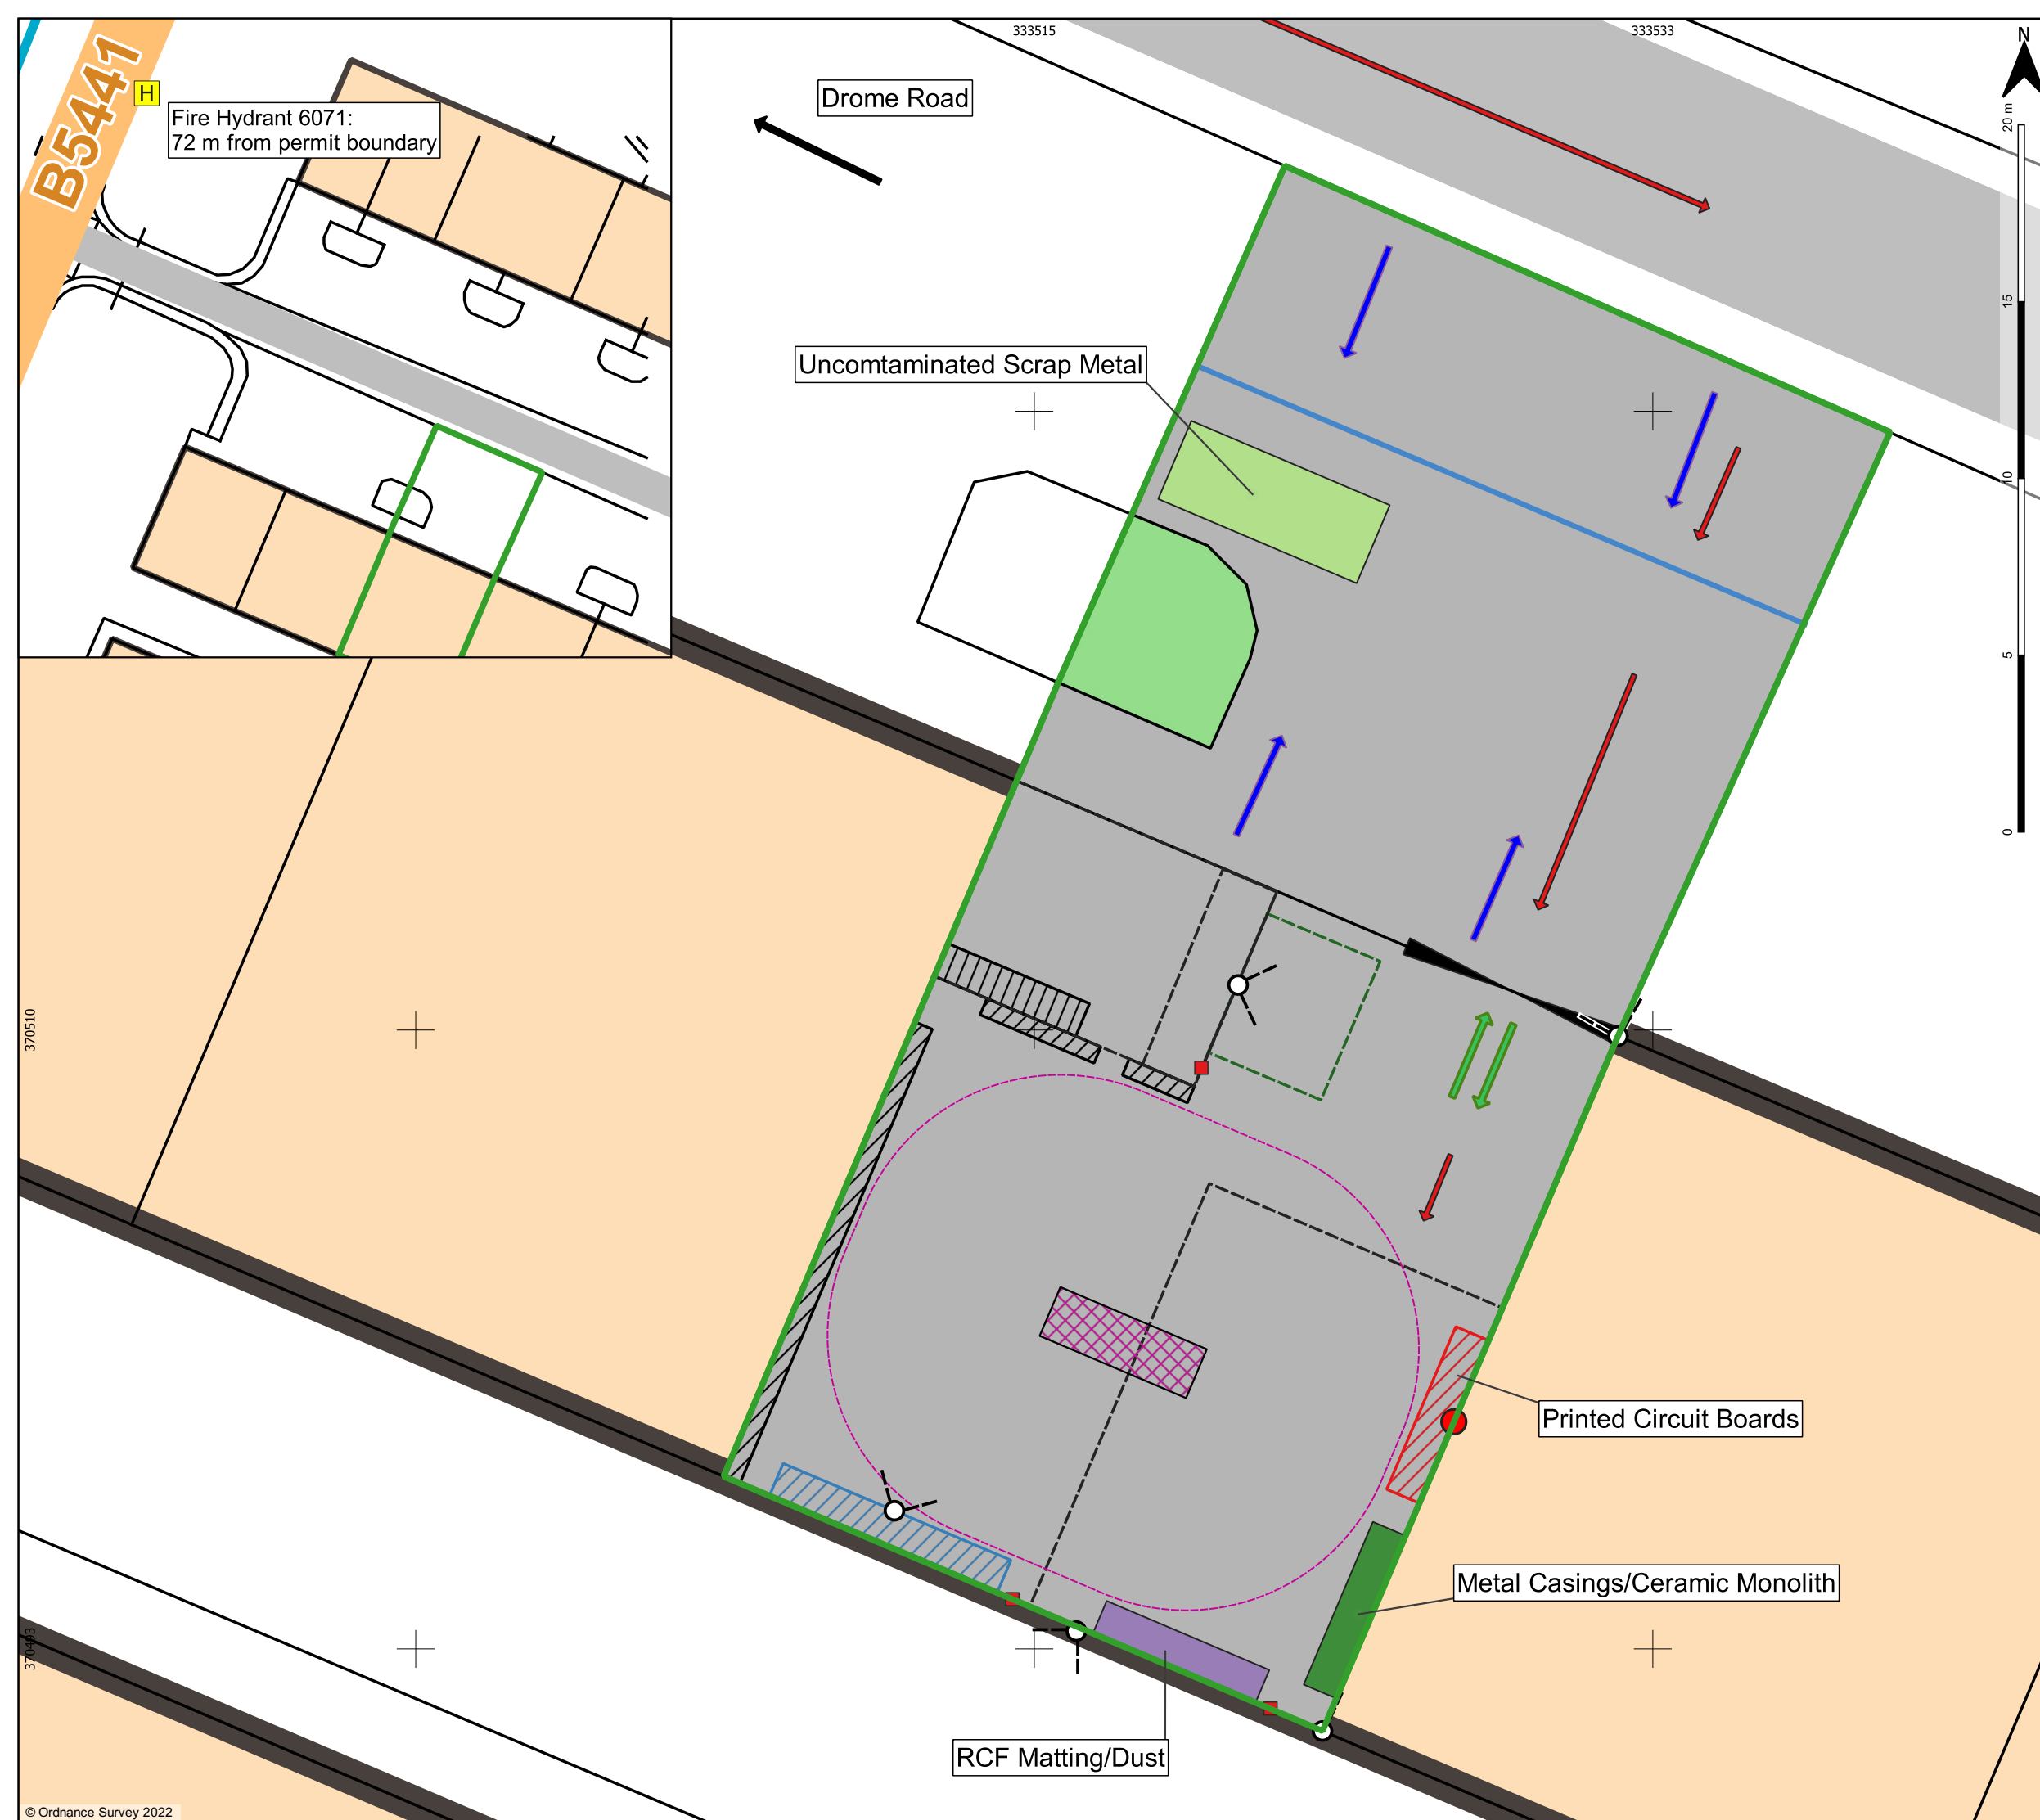 333515
333533
N
B5441
H
Fire Hydrant 6071:
72 m from permit boundary
Drome Road
20 m
15
10
5
0
Uncomtaminated Scrap Metal
370510
Printed Circuit Boards
Metal Casings/Ceramic Monolith
370493
RCF Matting/Dust
© Ordnance Survey 2022